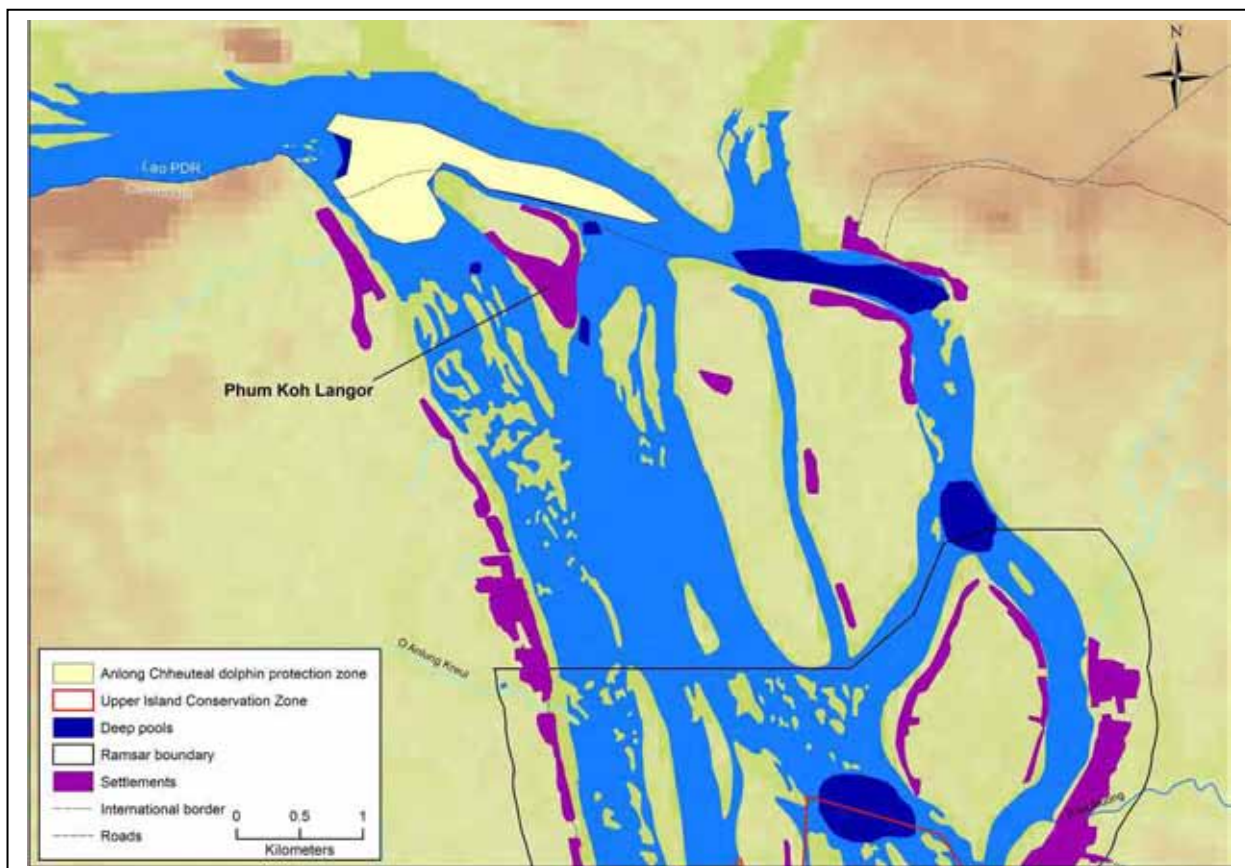 N
Lao PDR
Cambodia
Phum Koh Langor
O Anlung Kreul
Anlong Chheuteal dolphin protection zone
Upper Island Conservation Zone
Deep pools
Ramsar boundary
Settlements
International border
Roads
0 0.5 1
Kilometers